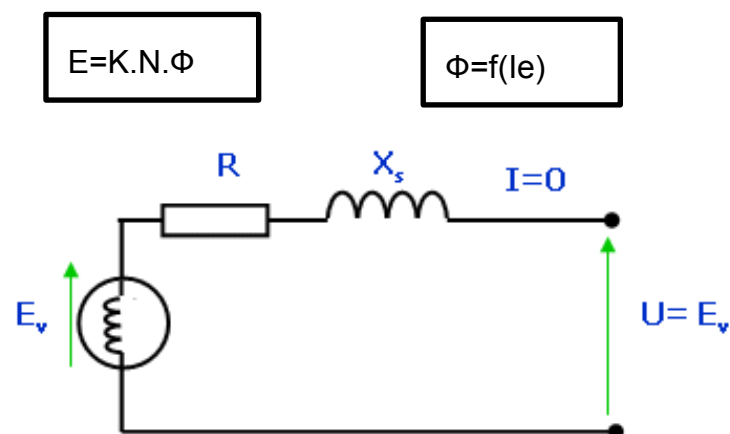 E=K.N.Φ
Φ=f(Ie)
R
Xs
I=0
Ev
U= Ev